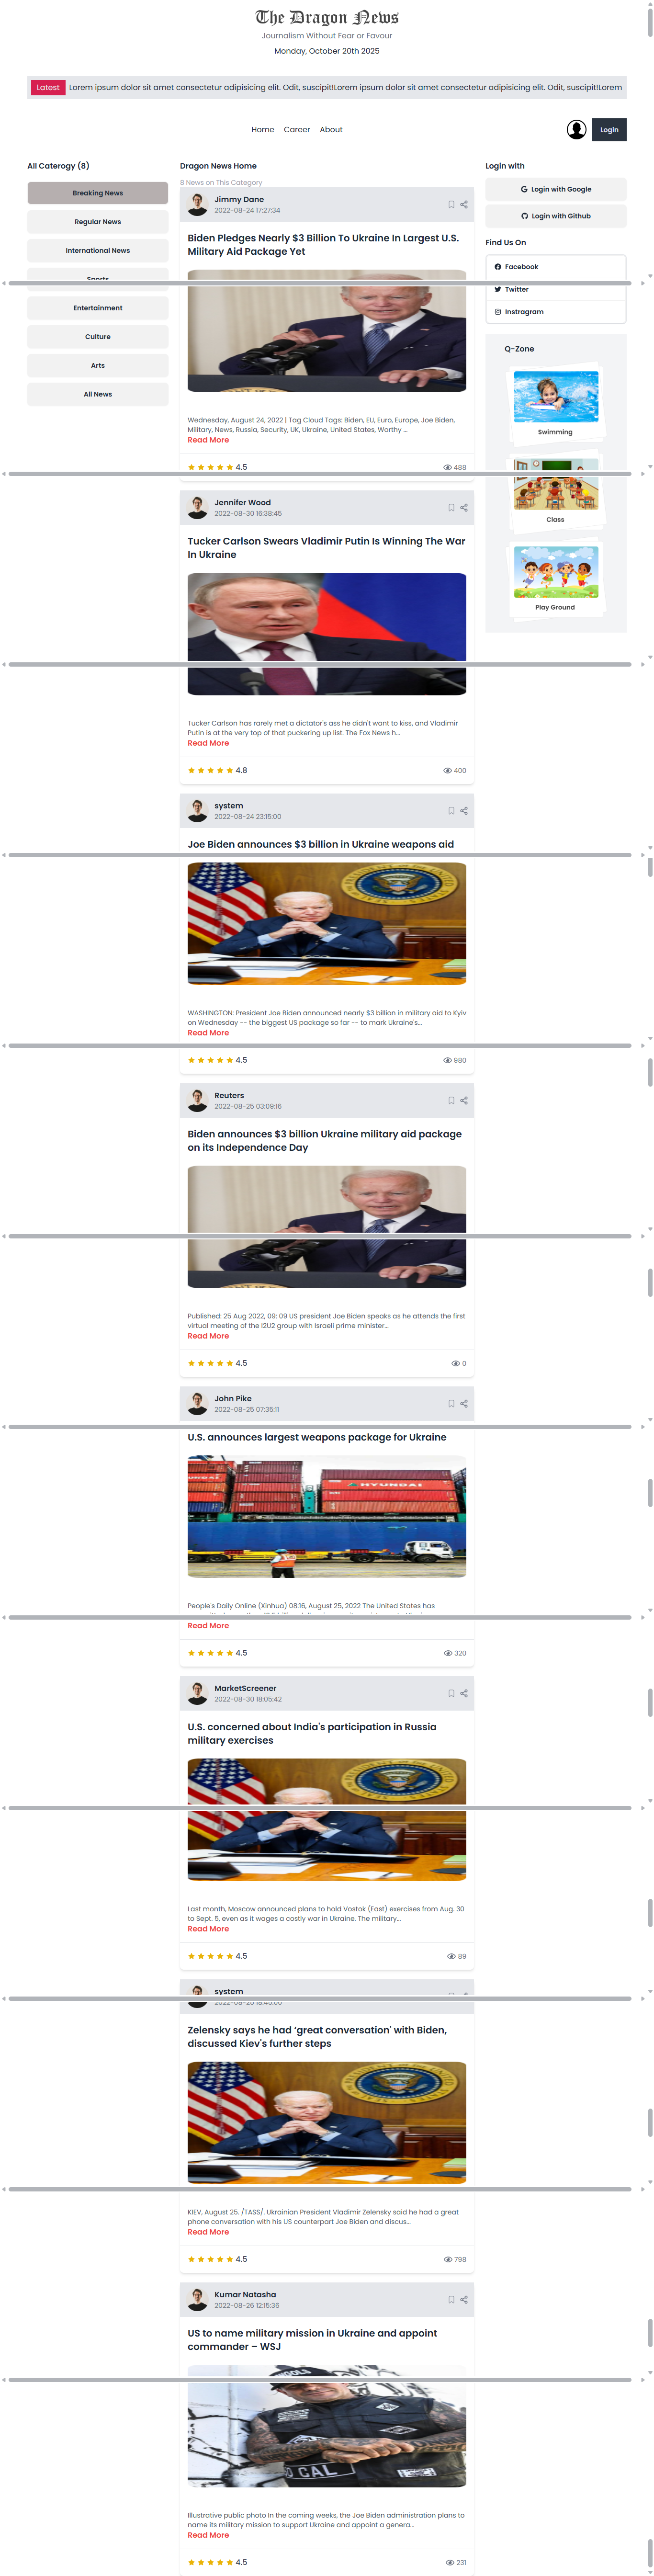 The Dragon News
Journalism Without Fear or Favour
Monday, October 20th 2025
Latest
Lorem ipsum dolor sit amet consectetur adipisicing elit. Odit, suscipit!Lorem ipsum dolor sit amet consectetur adipisicing elit. Odit, suscipit!Lorem
Home
Career
About
Login
All Caterogy (8)
Breaking News
Regular News
International News
Sports
Entertainment
Culture
Arts
All News
Dragon News Home
8 News on This Category
Jimmy Dane
2022-08-24 17:27:34
Biden Pledges Nearly $3 Billion To Ukraine In Largest U.S.
Military Aid Package Yet
Wednesday, August 24, 2022 | Tag Cloud Tags: Biden, EU, Euro, Europe, Joe Biden,
Military, News, Russia, Security, UK, Ukraine, United States, Worthy ...
Read More
4.5
488
Jennifer Wood
2022-08-30 16:38:45
Tucker Carlson Swears Vladimir Putin Is Winning The War
In Ukraine
Tucker Carlson has rarely met a dictator's ass he didn't want to kiss, and Vladimir
Putin is at the very top of that puckering up list. The Fox News h...
Read More
4.8
400
system
2022-08-24 23:15:00
Joe Biden announces $3 billion in Ukraine weapons aid
WASHINGTON: President Joe Biden announced nearly $3 billion in military aid to Kyiv
on Wednesday -- the biggest US package so far -- to mark Ukraine's...
Read More
4.5
980
Reuters
2022-08-25 03:09:16
Biden announces $3 billion Ukraine military aid package
on its Independence Day
Published: 25 Aug 2022, 09: 09 US president Joe Biden speaks as he attends the first
virtual meeting of the I2U2 group with Israeli prime minister...
Read More
4.5
0
John Pike
2022-08-25 07:35:11
U.S. announces largest weapons package for Ukraine
HYUNDAI
People's Daily Online (Xinhua) 08:16, August 25, 2022 The United States has
Read More
4.5
320
MarketScreener
2022-08-30 18:05:42
U.S. concerned about India's participation in Russia
military exercises
Last month, Moscow announced plans to hold Vostok (East) exercises from Aug. 30
to Sept. 5, even as it wages a costly war in Ukraine. The military...
Read More
4.5
89
system
Zelensky says he had ‘great conversation' with Biden,
discussed Kiev's further steps
KIEV, August 25. /TASS/. Ukrainian President Vladimir Zelensky said he had a great
phone conversation with his US counterpart Joe Biden and discus...
Read More
4.5
798
Kumar Natasha
2022-08-26 12:15:36
US to name military mission in Ukraine and appoint
commander – WSJ
CAL
Illustrative public photo In the coming weeks, the Joe Biden administration plans to
name its military mission to support Ukraine and appoint a genera...
Read More
4.5
231
Login with
Login with Google
Login with Github
Find Us On
Facebook
Twitter
Instragram
Q-Zone
Swimming
Class
Play Ground